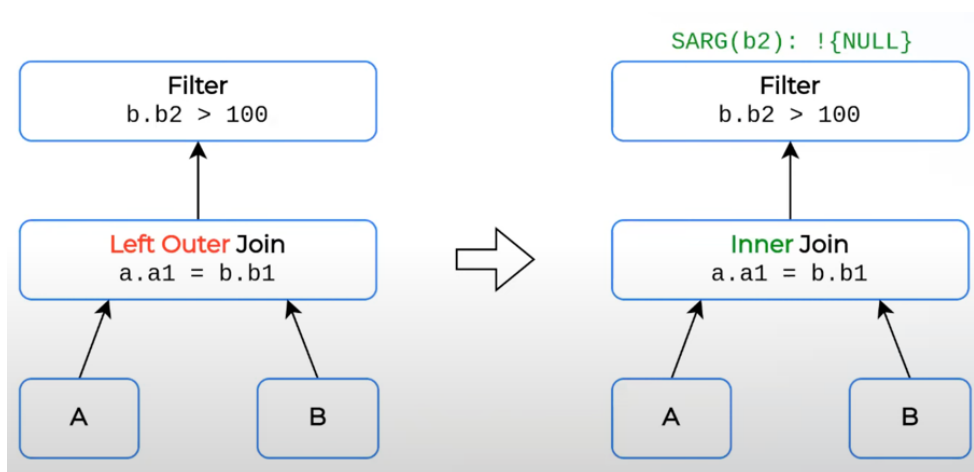 Filter
b.b2 > 100
Left Outer Join
a.a1 = b.b1
A
B
SARG(b2): !{NULL}
Filter
b.b2 > 100
Inner Join
a.a1 = b.b1
A
B